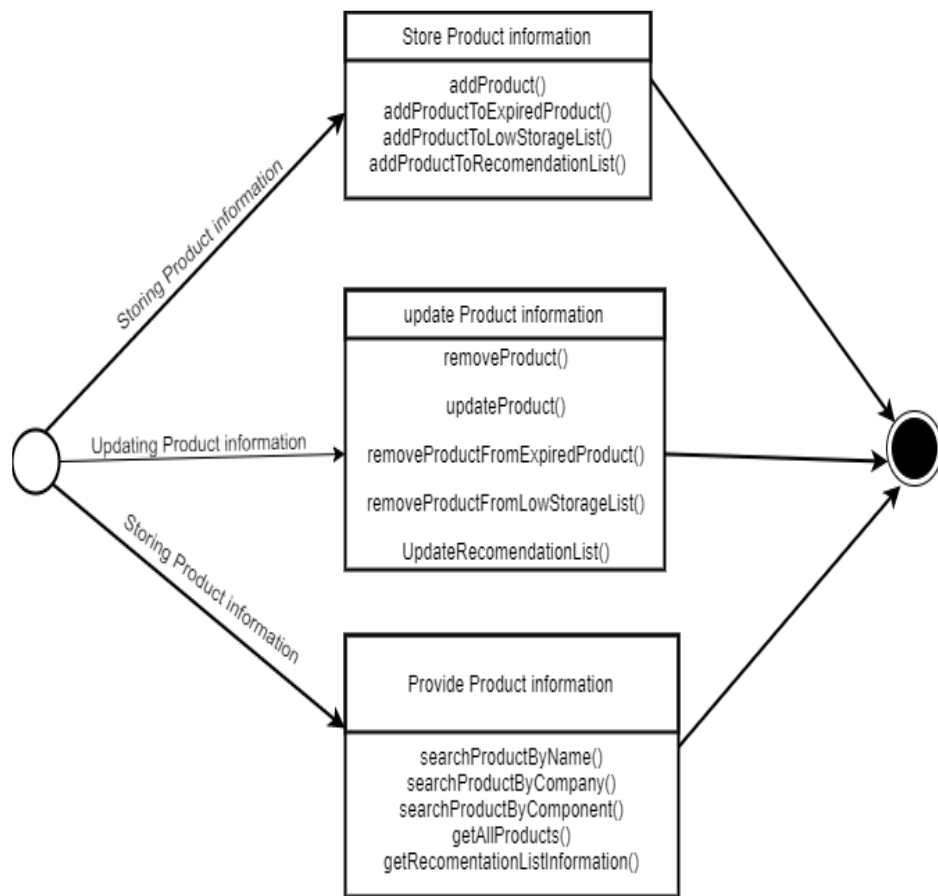 Store Product information
addProduct()
addProductToExpiredProduct()
addProductToLowStorageList()
addProductToRecomendationList()
Storing Product information
update Product information
removeProduct()
updateProduct()
removeProductFromExpiredProduct()
removeProductFromLowStorageList()
UpdateRecomendationList()
Updating Product information
Storing Product information
Provide Product information
searchProductByName()
searchProductByCompany()
searchProductByComponent()
getAllProducts()
getRecomentationListInformation()